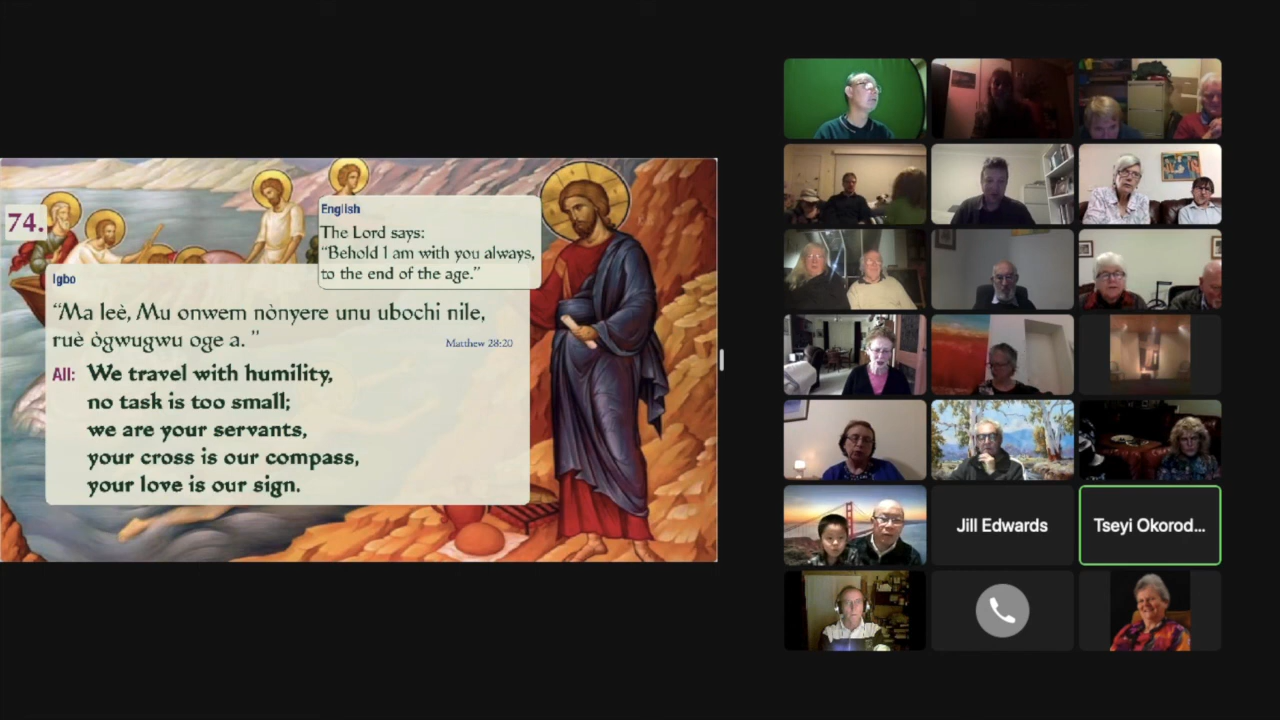 74.
English
The Lord says:
“Behold I am with you always,
to the end of the age.”
Igbo
“Ma leè, Mu onwem nònyere unu ubochi nile,
ruè ògwugwu oge a. ”
Matthew 28:20
All: We travel with humility,
no task is too small;
we are your servants,
your cross is our compass,
your love is our sign.
Jill Edwards
Tseyi Okorod...